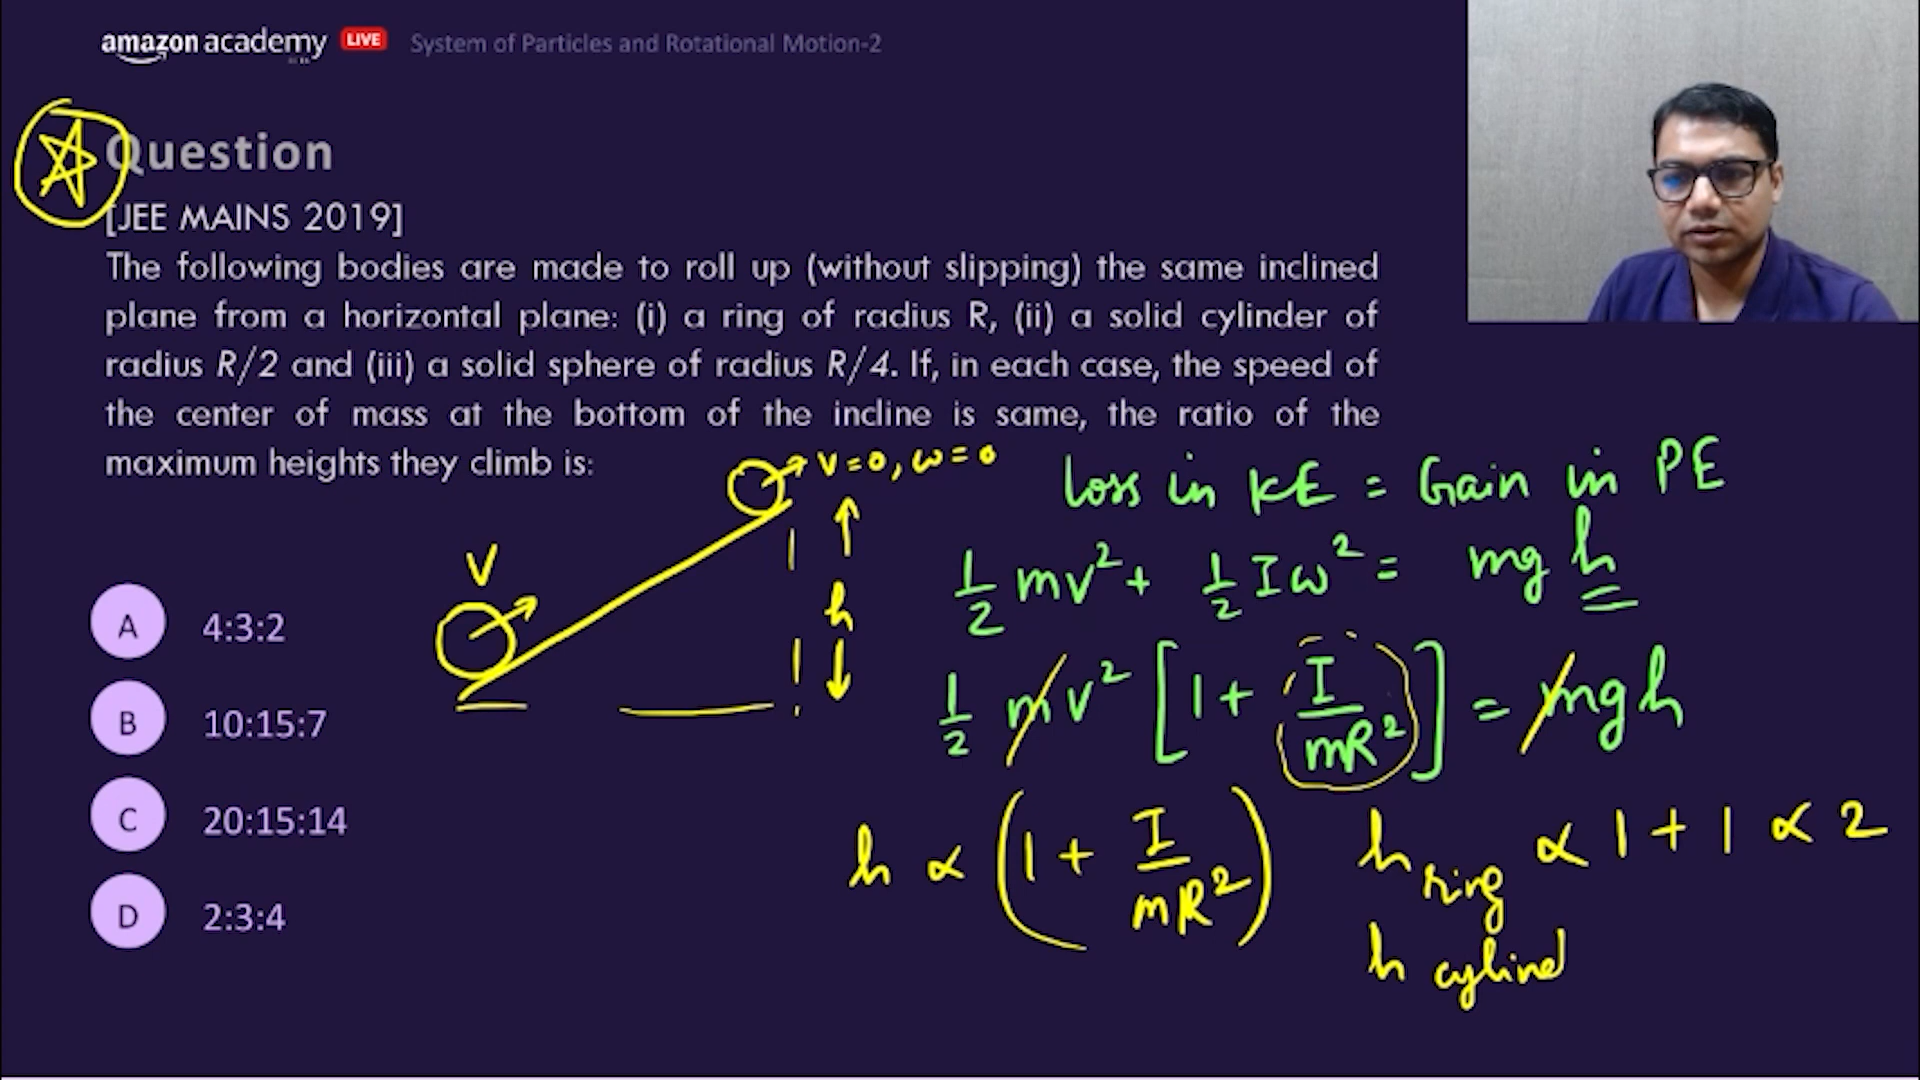 amazon academy LIVE System of Particles and Rotational Motion-2
Question
[JEE MAINS 2019]
The following bodies are made to roll up (without slipping) the same inclined
plane from a horizontal plane: (i) a ring of radius R, (ii) a solid cylinder of
radius R/2 and (iii) a solid sphere of radius R/4. If, in each case, the speed of
the center of mass at the bottom of the incline is same, the ratio of the
maximum heights they climb is:
A 4:3:2
B 10:15:7
C 20:15:14
D 2:3:4
V
v=0, ω=0
h
Loss in KE = Gain in PE
1/2 mv² + 1/2 Iω² = mgh
1/2 mv² [1 + I/mR²] = mgh
h ∝ (1 + I/mR²)
h ring ∝ 1 + 1 ∝ 2
h cylind